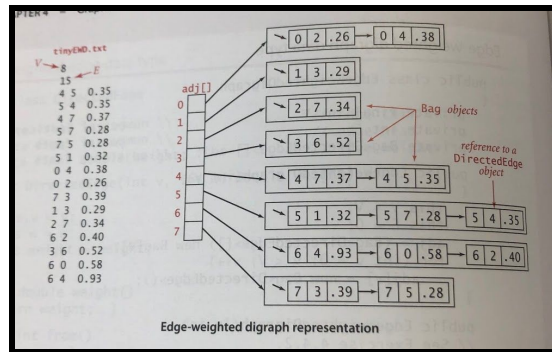 CHAPTER 4
tinyEWD.txt
V 8
15 E
4 5 0.35
5 4 0.35
4 7 0.37
5 7 0.28
7 5 0.28
5 1 0.32
0 4 0.38
0 2 0.26
7 3 0.39
1 3 0.29
2 7 0.34
6 2 0.40
3 6 0.52
6 0 0.58
6 4 0.93
adj[]
0
1
2
3
4
5
6
7
0 2 .26 0 4 .38
1 3 .29
2 7 .34
Bag objects
3 6 .52
reference to a
DirectedEdge
object
4 7 .37 4 5 .35
5 1 .32 5 7 .28 5 4 .35
6 4 .93 6 0 .58 6 2 .40
7 3 .39 7 5 .28
Edge-weighted digraph representation